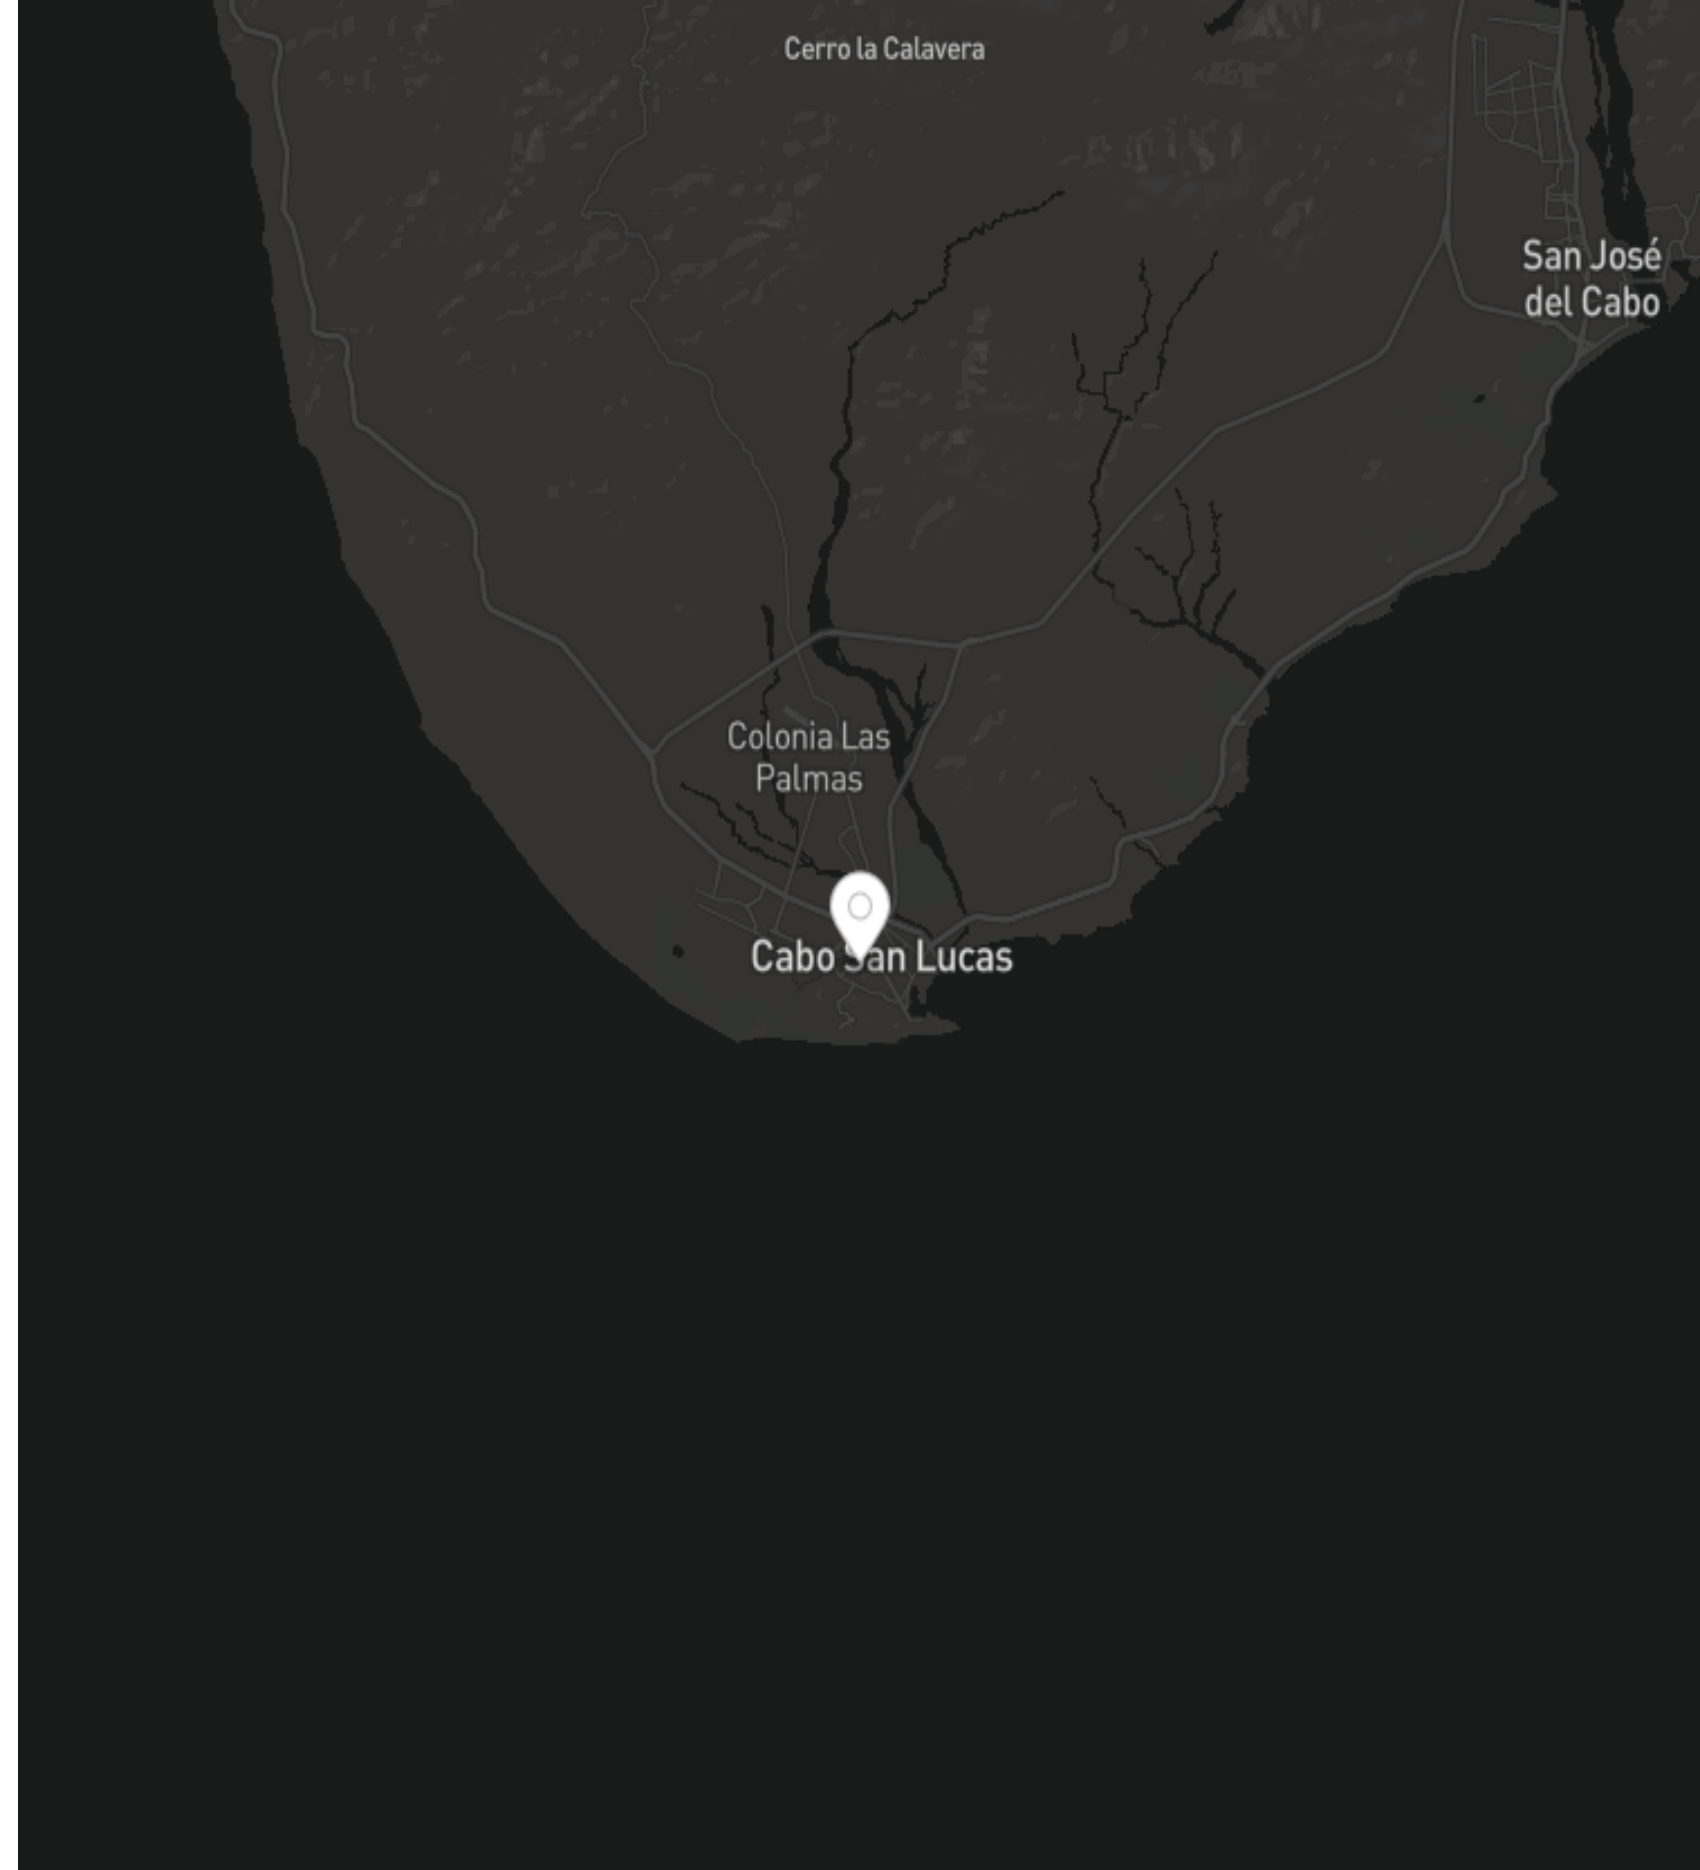 Cerro la Calavera
San José
del Cabo
Colonia Las
Palmas
Cabo San Lucas